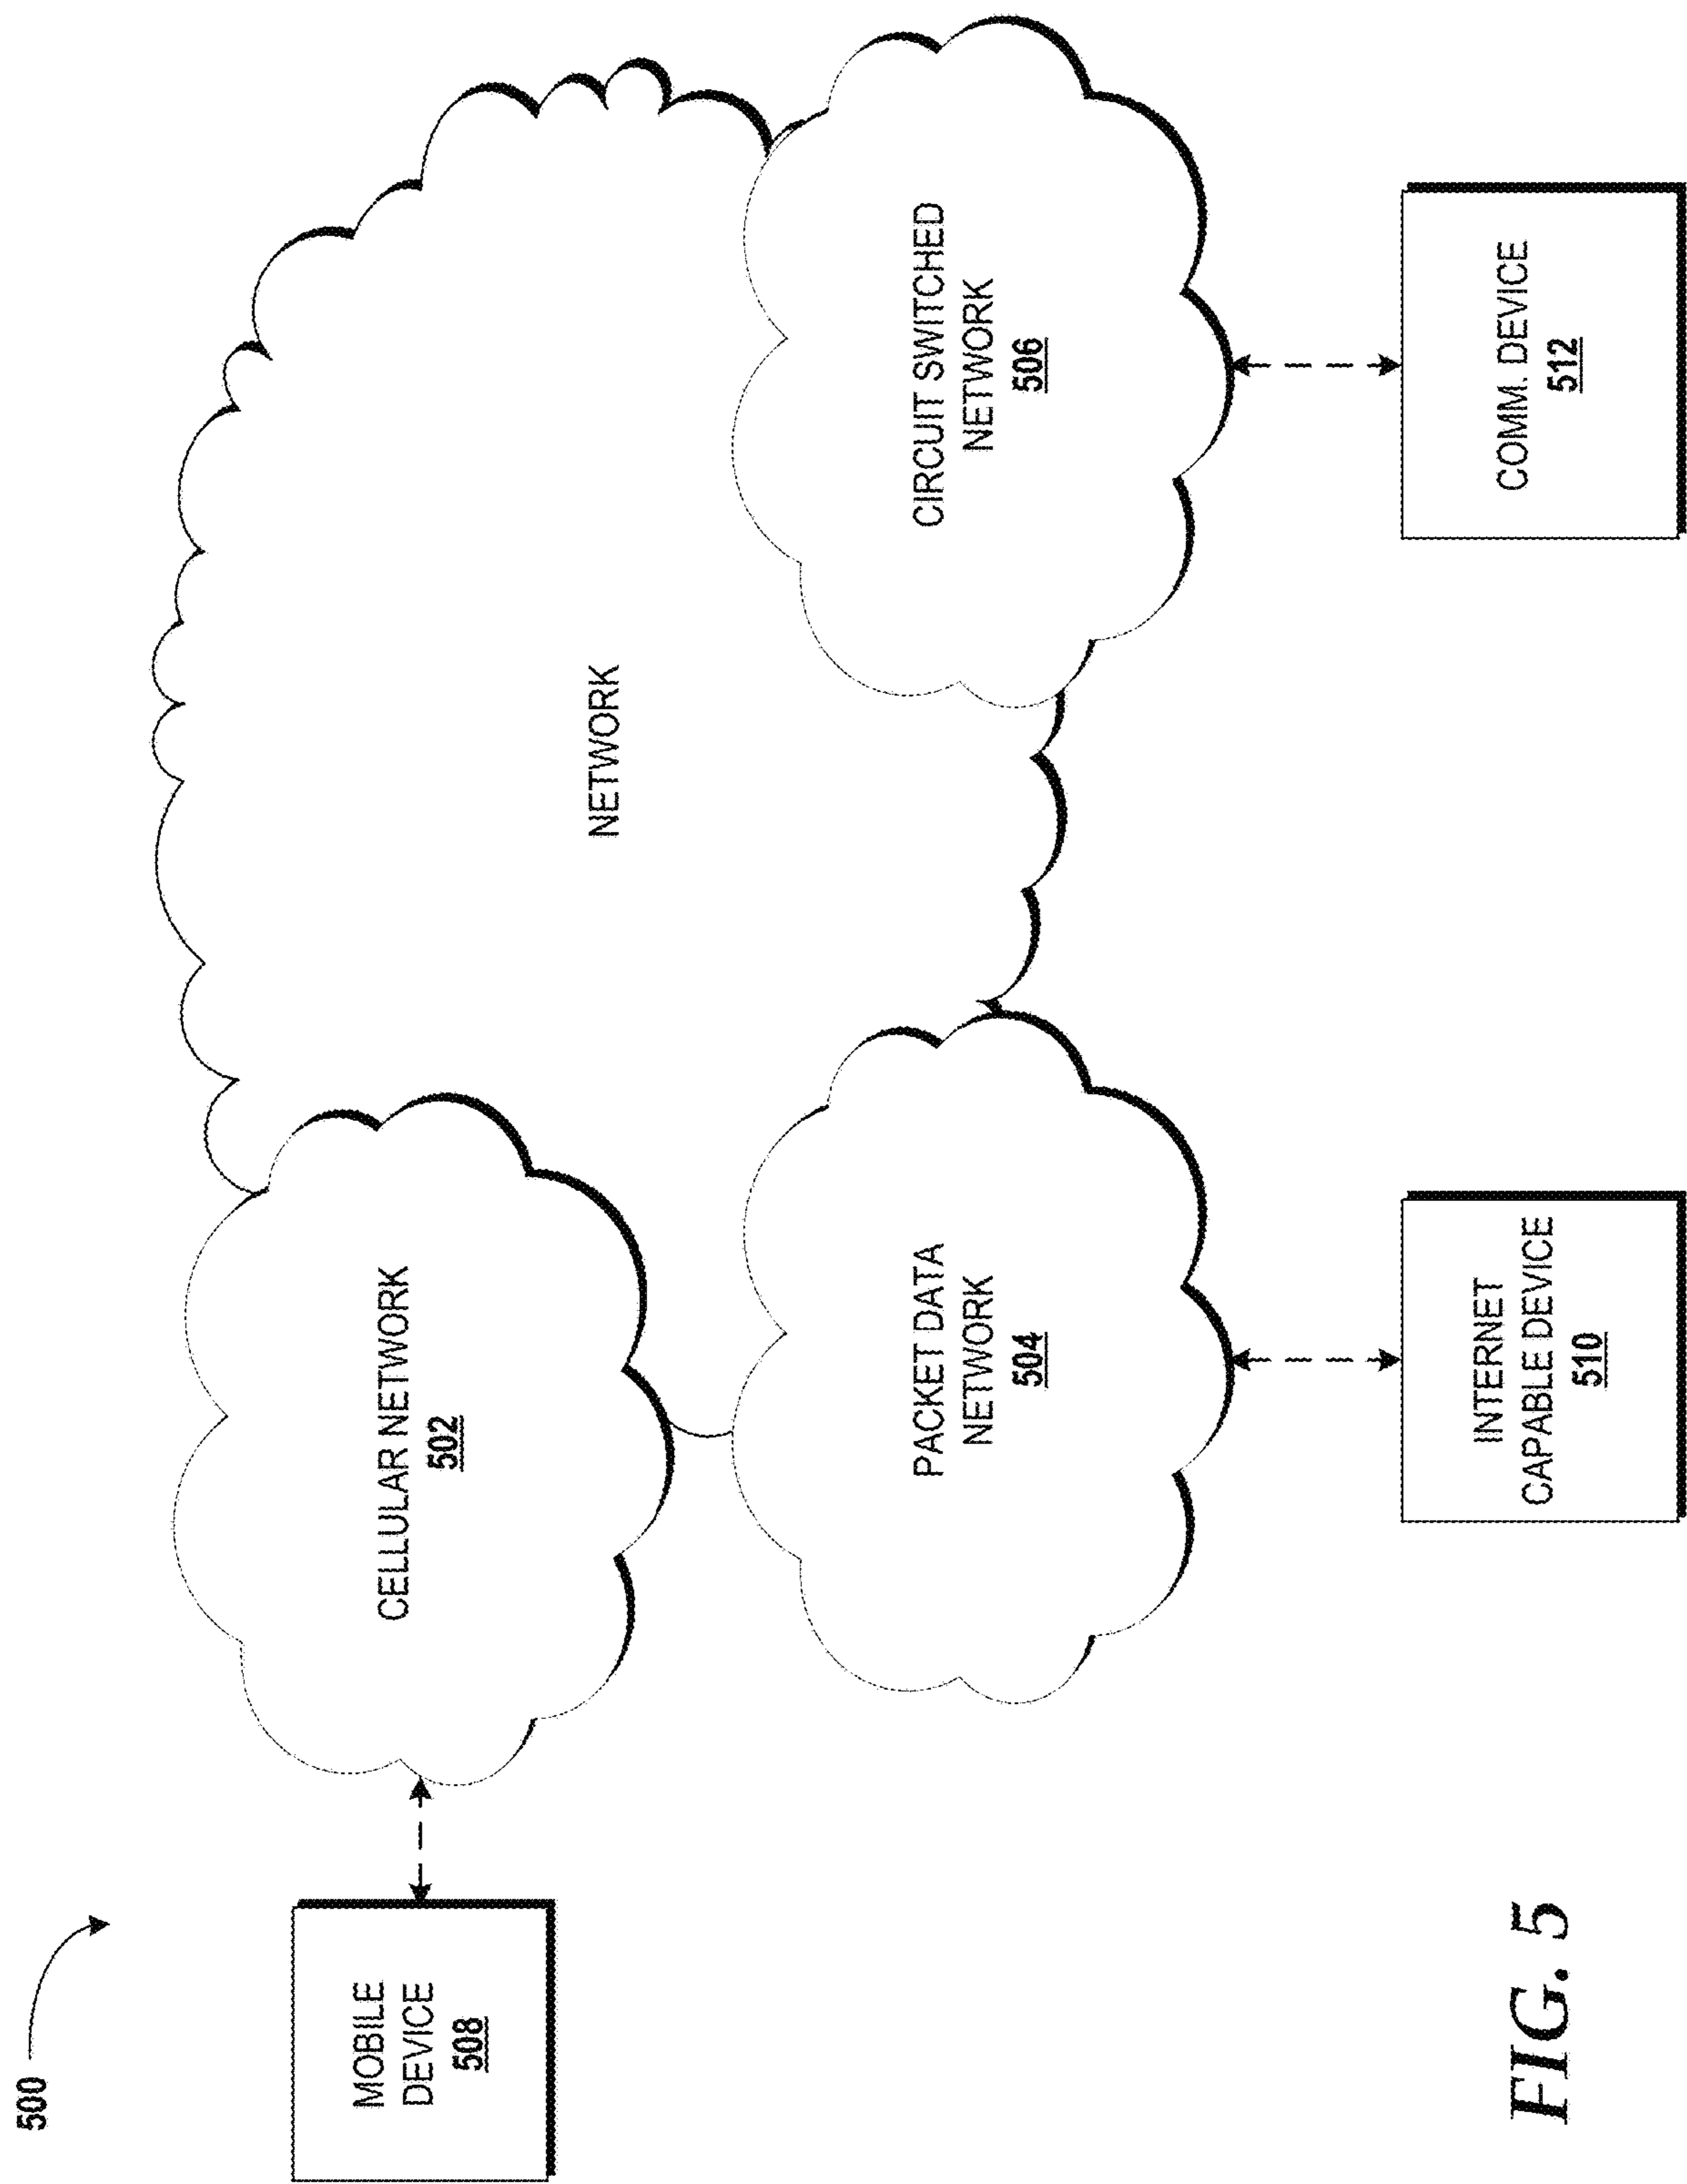 500
MOBILE
DEVICE
508
CELLULAR NETWORK
502
NETWORK
PACKET DATA
NETWORK
504
CIRCUIT SWITCHED
NETWORK
506
INTERNET
CAPABLE DEVICE
510
COMM. DEVICE
512
FIG. 5